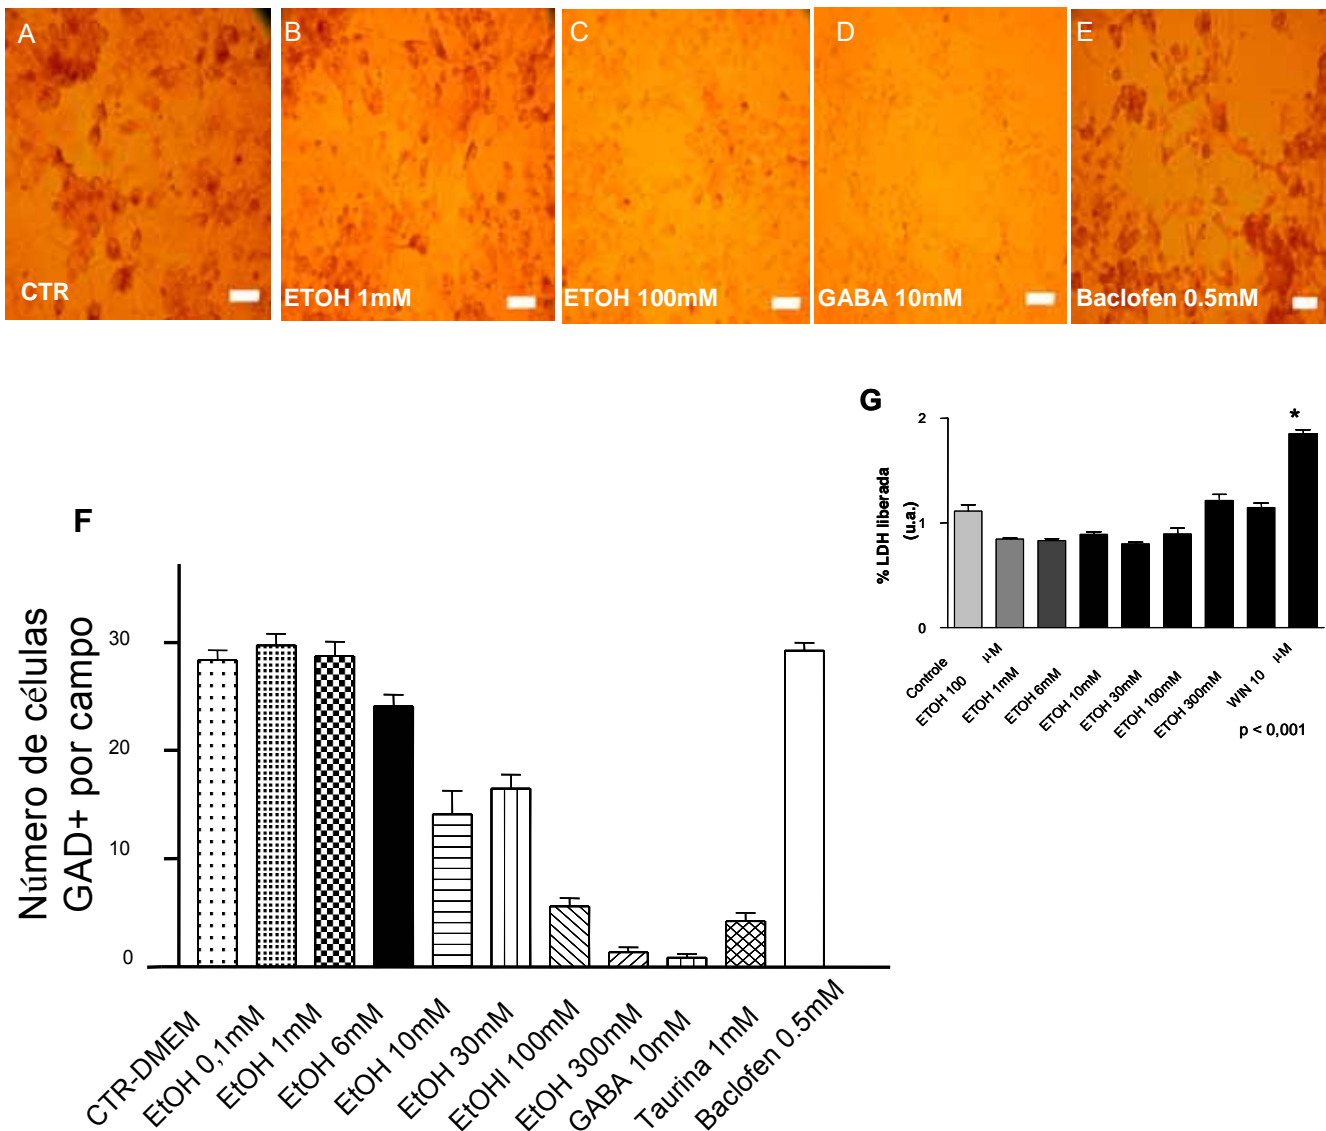 A
B
C
D
E
CTR
ETOH 1mM
ETOH 100mM
GABA 10mM
Baclofen 0.5mM
G
% LDH liberada
(u.a.)
2
1
0
*
Controle
ETOH 100 µM
ETOH 1mM
ETOH 6mM
ETOH 10mM
ETOH 30mM
ETOH 100mM
ETOH 300mM
WIN 10 µM
p < 0,001
F
Número de células
GAD+ por campo
30
20
10
0
CTR-DMEM
EtOH 0,1mM
EtOH 1mM
EtOH 6mM
EtOH 10mM
EtOH 30mM
EtOHl 100mM
EtOH 300mM
GABA 10mM
Taurina 1mM
Baclofen 0.5mM